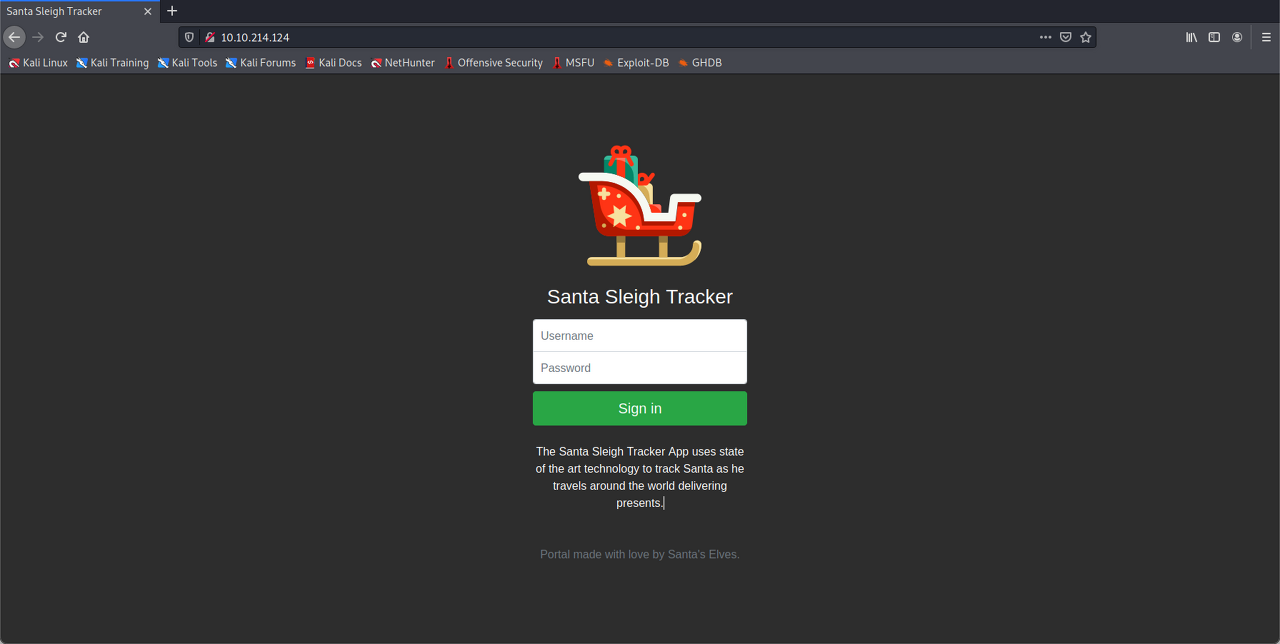 Santa Sleigh Tracker
10.10.214.124
Kali Linux Kali Training Kali Tools Kali Forums Kali Docs NetHunter Offensive Security MSFU Exploit-DB GHDB
Santa Sleigh Tracker
Username
Password
Sign in
The Santa Sleigh Tracker App uses state
of the art technology to track Santa as he
travels around the world delivering
presents.
Portal made with love by Santa's Elves.